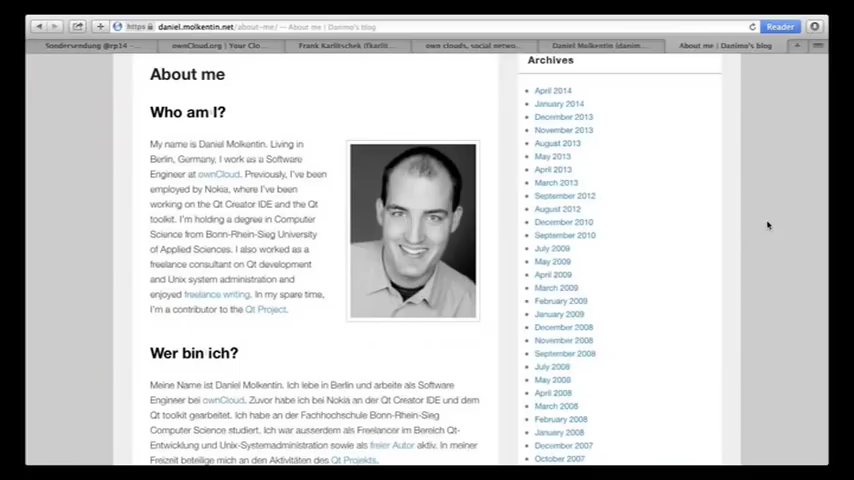 https daniel.molkentin.net/about-me/ — About me | Danimo's blog
Reader
Sondersendung @rp14 -...
ownCloud.org | Your Clo...
Frank Karlitschek (fkarlit...
own clouds, social netwo...
Daniel Molkentin (danim...
About me | Danimo's blog
About me
Who am I?
My name is Daniel Molkentin. Living in
Berlin, Germany, I work as a Software
Engineer at ownCloud. Previously, I've been
employed by Nokia, where I've been
working on the Qt Creator IDE and the Qt
toolkit. I'm holding a degree in Computer
Science from Bonn-Rhein-Sieg University
of Applied Sciences. I also worked as a
freelance consultant on Qt development
and Unix system administration and
enjoyed freelance writing. In my spare time,
I'm a contributor to the Qt Project.
Wer bin ich?
Meine Name ist Daniel Molkentin. Ich lebe in Berlin und arbeite als Software
Engineer bei ownCloud. Zuvor habe ich bei Nokia an der Qt Creator IDE und dem
Qt toolkit gearbeitet. Ich habe an der Fachhochschule Bonn-Rhein-Sieg
Computer Science studiert. Ich war ausserdem als Freelancer im Bereich Qt-
Entwicklung und Unix-Systemadministration sowie als freier Autor aktiv. In meiner
Freizeit beteilige mich an den Aktivitäten des Qt Projekts.
Archives
April 2014
January 2014
December 2013
November 2013
August 2013
May 2013
April 2013
March 2013
September 2012
August 2012
December 2010
September 2010
July 2009
May 2009
April 2009
March 2009
February 2009
January 2009
December 2008
November 2008
September 2008
July 2008
May 2008
April 2008
March 2008
February 2008
January 2008
December 2007
October 2007